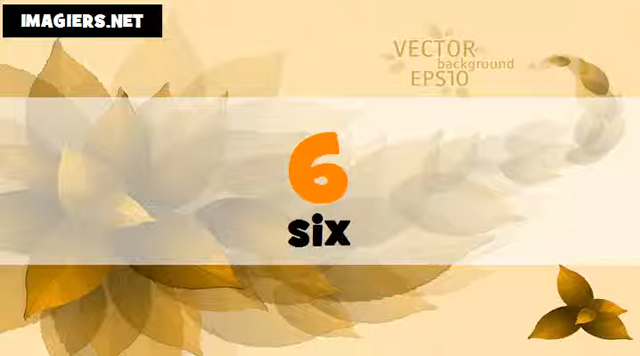 IMAGIERS.NET
VECTOR
background
EPS10
6
six